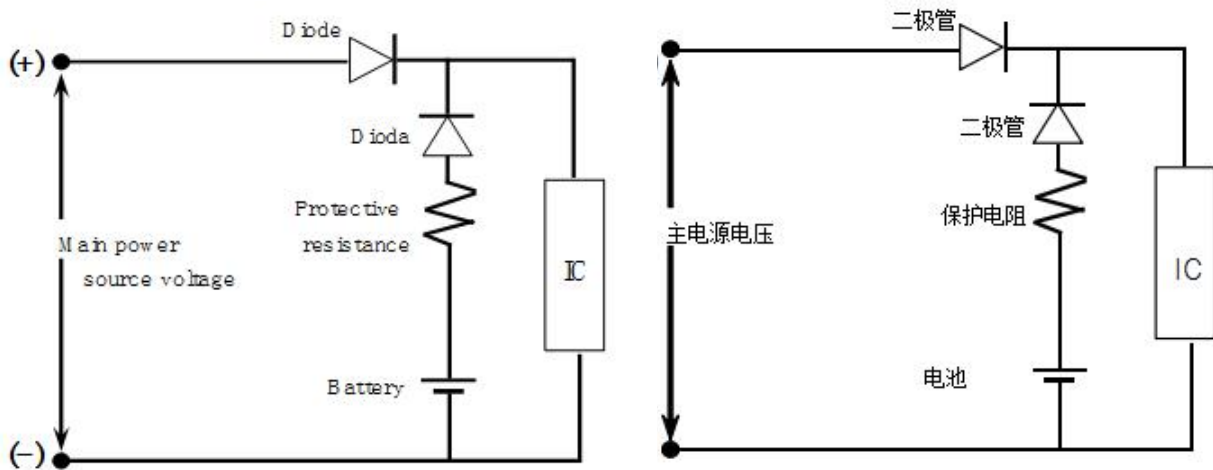 Diode
(+)
Dioda
Protective
resistance
Main power
source voltage
IC
Battery
(-)
二极管
二极管
保护电阻
主电源电压
IC
电池